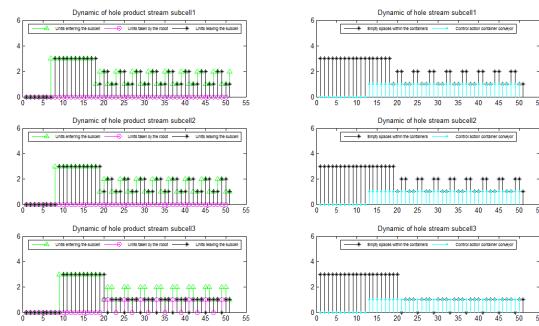 Dynamic of hole product stream subcell1
Units entering the subcell
Units taken by the robot
Units leaving the subcell
6
4
2
0
0 5 10 15 20 25 30 35 40 45 50 55
Dynamic of hole stream subcell1
Empty spaces within the containers
Control action container conveyor
6
4
2
0
0 5 10 15 20 25 30 35 40 45 50 55
Dynamic of hole product stream subcell2
Units entering the subcell
Units taken by the robot
Units leaving the subcell
6
4
2
0
0 5 10 15 20 25 30 35 40 45 50 55
Dynamic of hole stream subcell2
Empty spaces within the containers
Control action container conveyor
6
4
2
0
0 5 10 15 20 25 30 35 40 45 50 55
Dynamic of hole product stream subcell3
Units entering the subcell
Units taken by the robot
Units leaving the subcell
6
4
2
0
0 5 10 15 20 25 30 35 40 45 50 55
Dynamic of hole stream subcell3
Empty spaces within the containers
Control action container conveyor
6
4
2
0
0 5 10 15 20 25 30 35 40 45 50 55